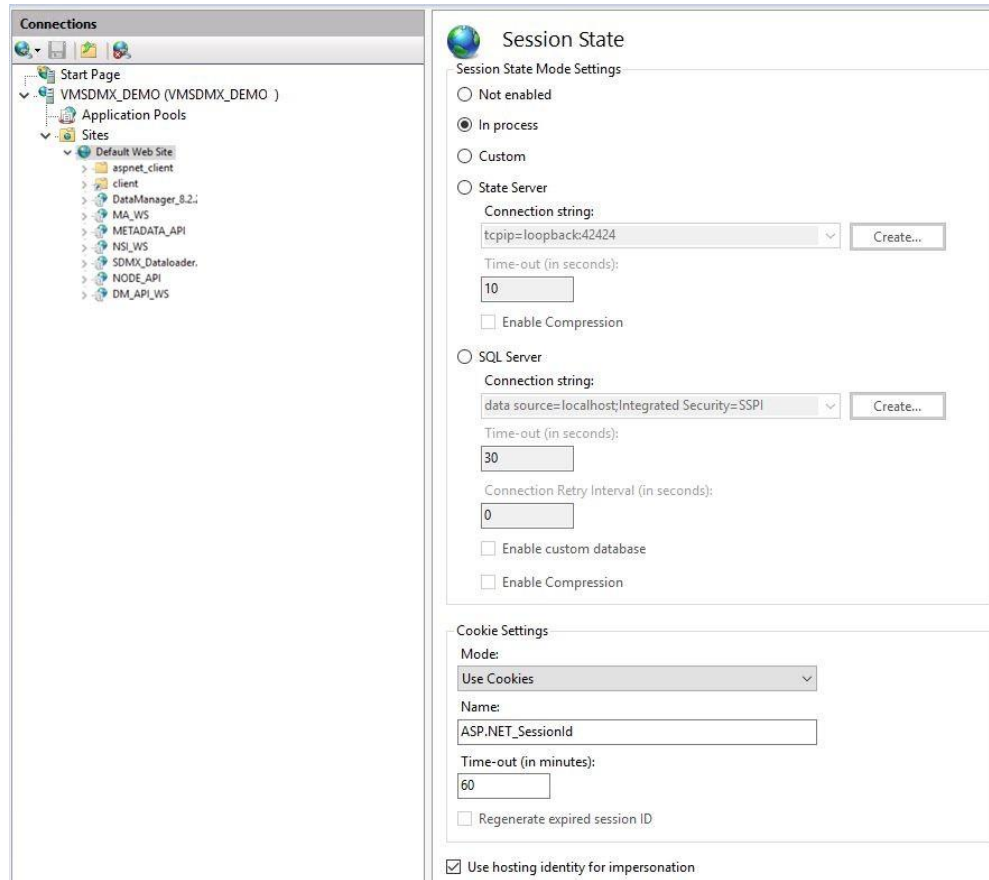 Connections
Start Page
VMSDMX_DEMO (VMSDMX_DEMO )
Application Pools
Sites
Default Web Site
aspnet_client
client
DataManager_8.2.
MA_WS
METADATA_API
NSI_WS
SDMX_Dataloader.
NODE_API
DM_API_WS
Session State
Session State Mode Settings
Not enabled
In process
Custom
State Server
Connection string:
tcpip=loopback:42424
Create...
Time-out (in seconds):
10
Enable Compression
SQL Server
Connection string:
data source=localhost;Integrated Security=SSPI
Create...
Time-out (in seconds):
30
Connection Retry Interval (in seconds):
0
Enable custom database
Enable Compression
Cookie Settings
Mode:
Use Cookies
Name:
ASP.NET_SessionId
Time-out (in minutes):
60
Regenerate expired session ID
Use hosting identity for impersonation